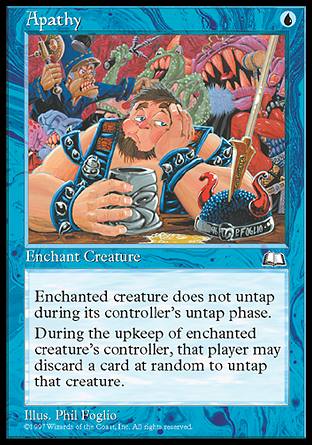 Apathy
PFOGLIO
Enchant Creature
Enchanted creature does not untap
during its controller's untap phase.
During the upkeep of enchanted
creature's controller, that player may
discard a card at random to untap
that creature.
Illus. Phil Foglio
©1997 Wizards of the Coast, Inc. All rights reserved.